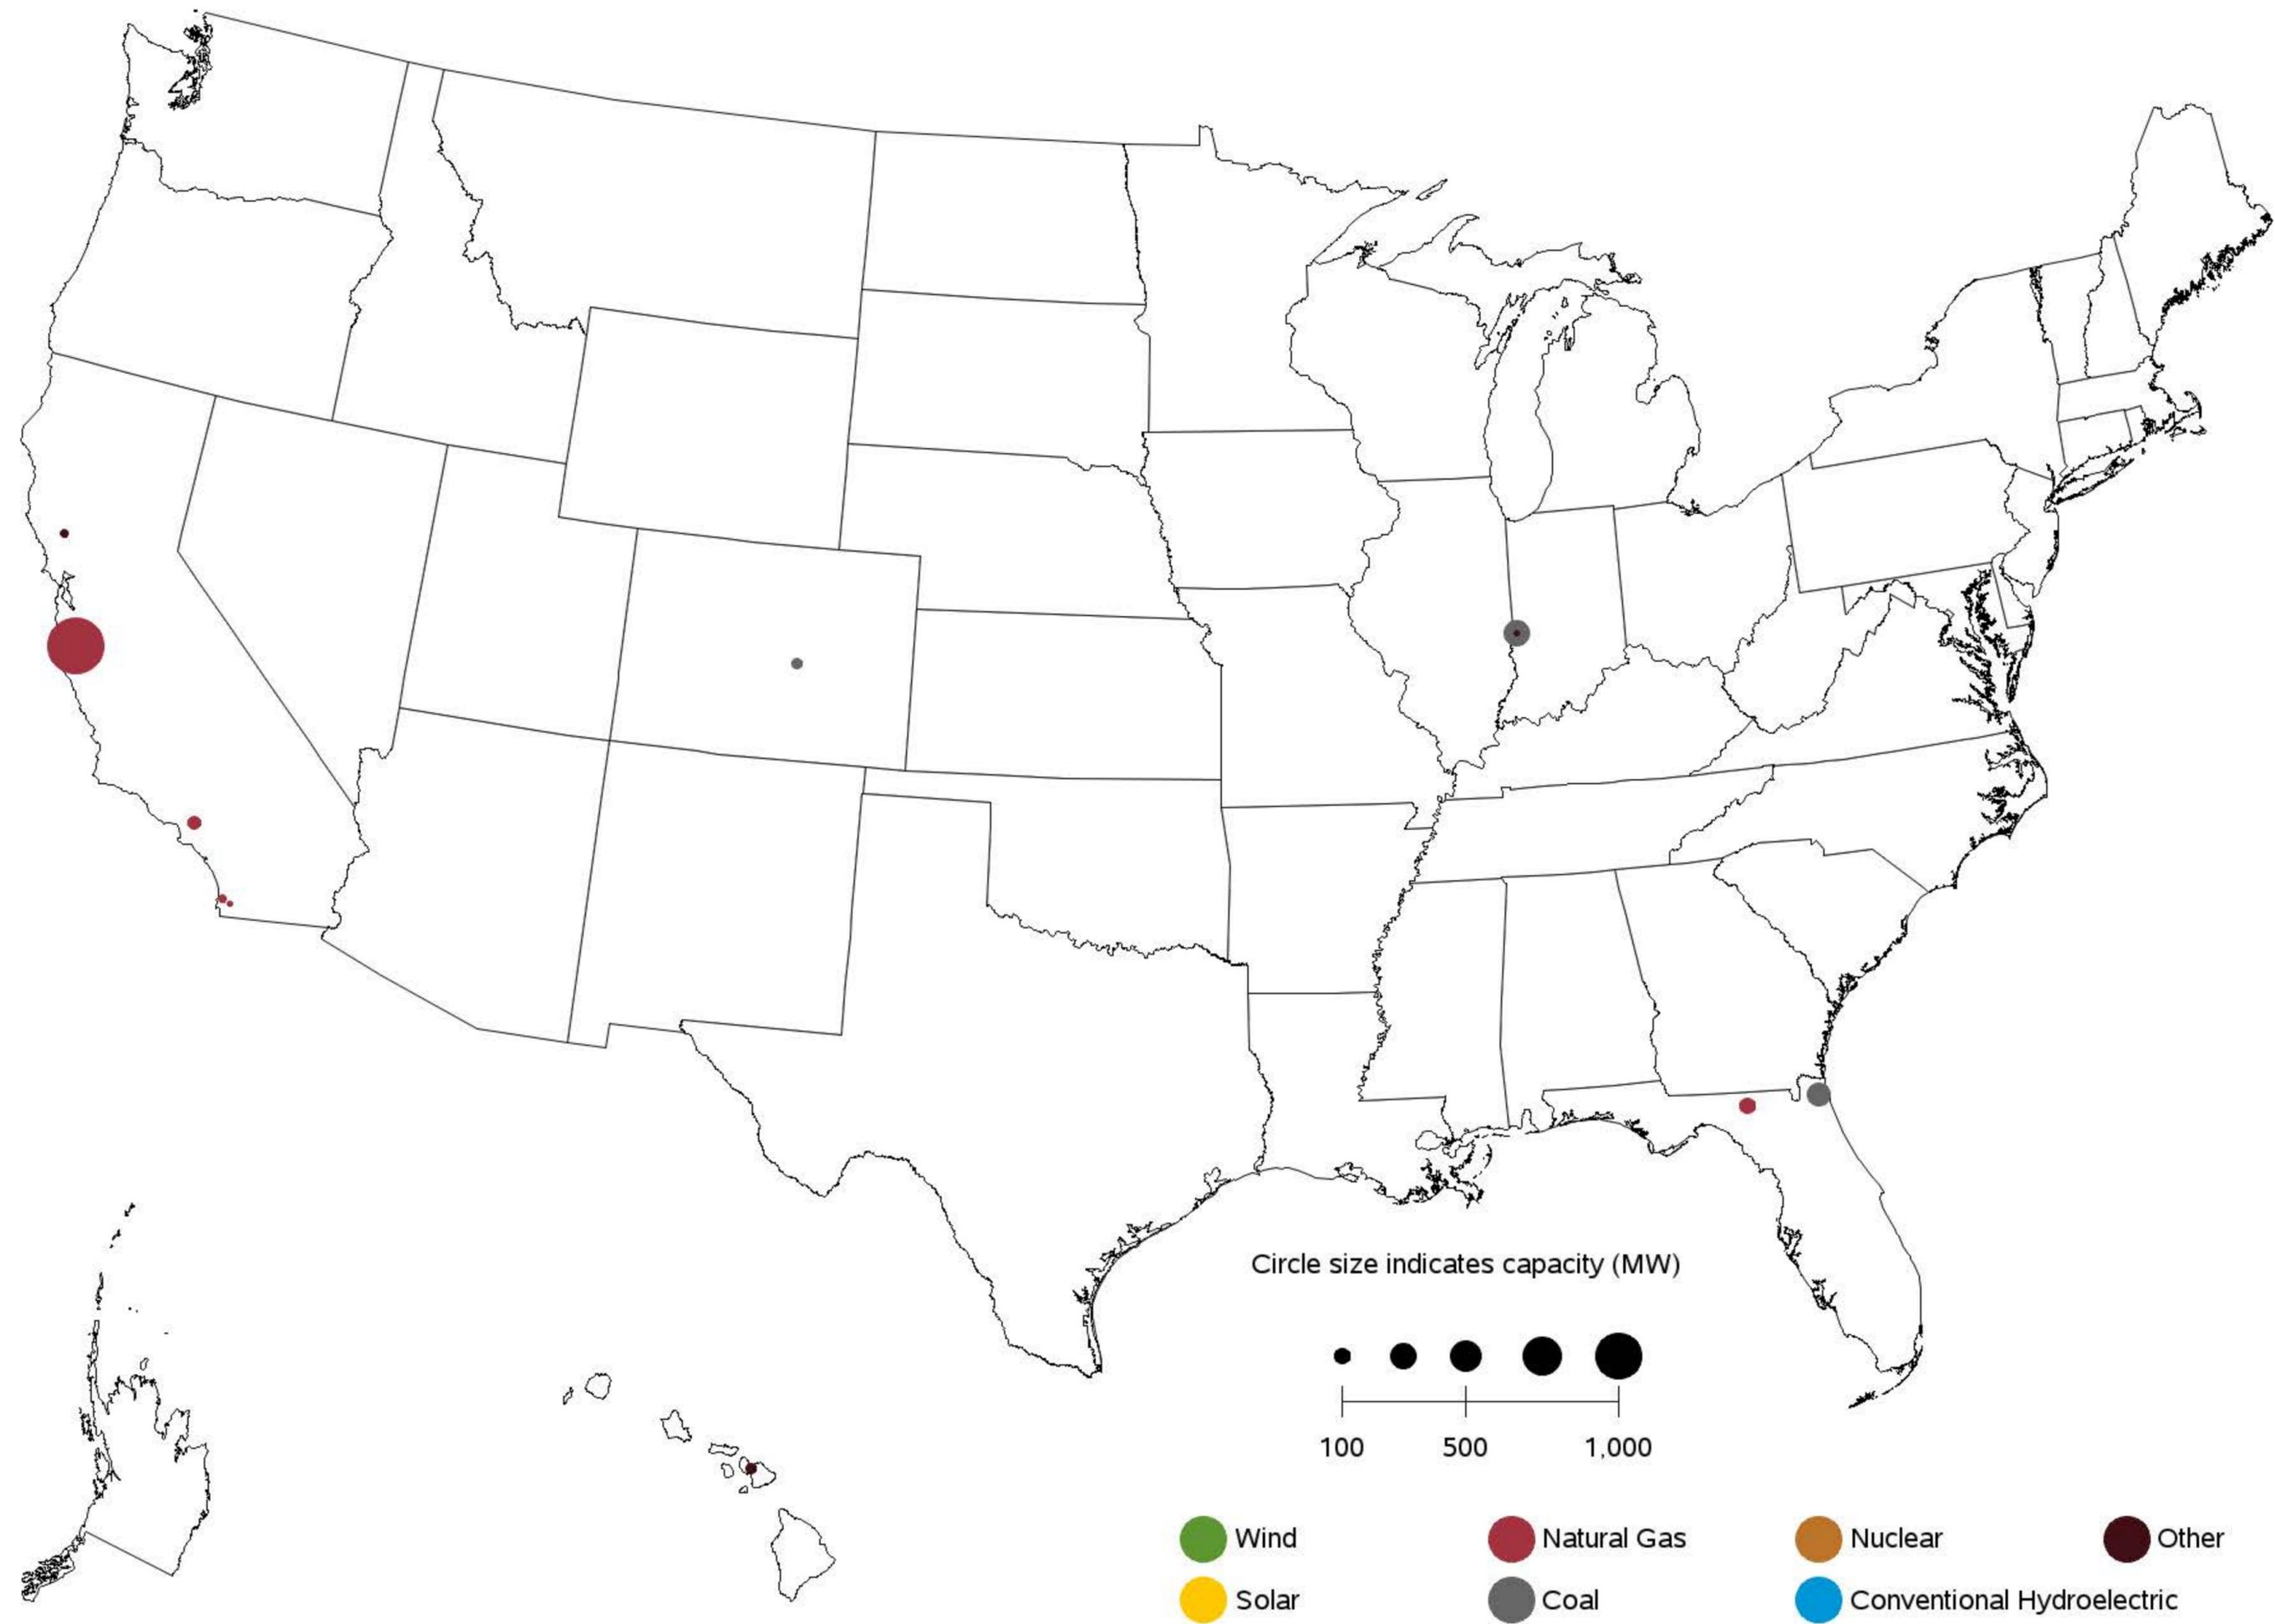 Circle size indicates capacity (MW)
100 500 1,000
Wind Natural Gas Nuclear Other
Solar Coal Conventional Hydroelectric